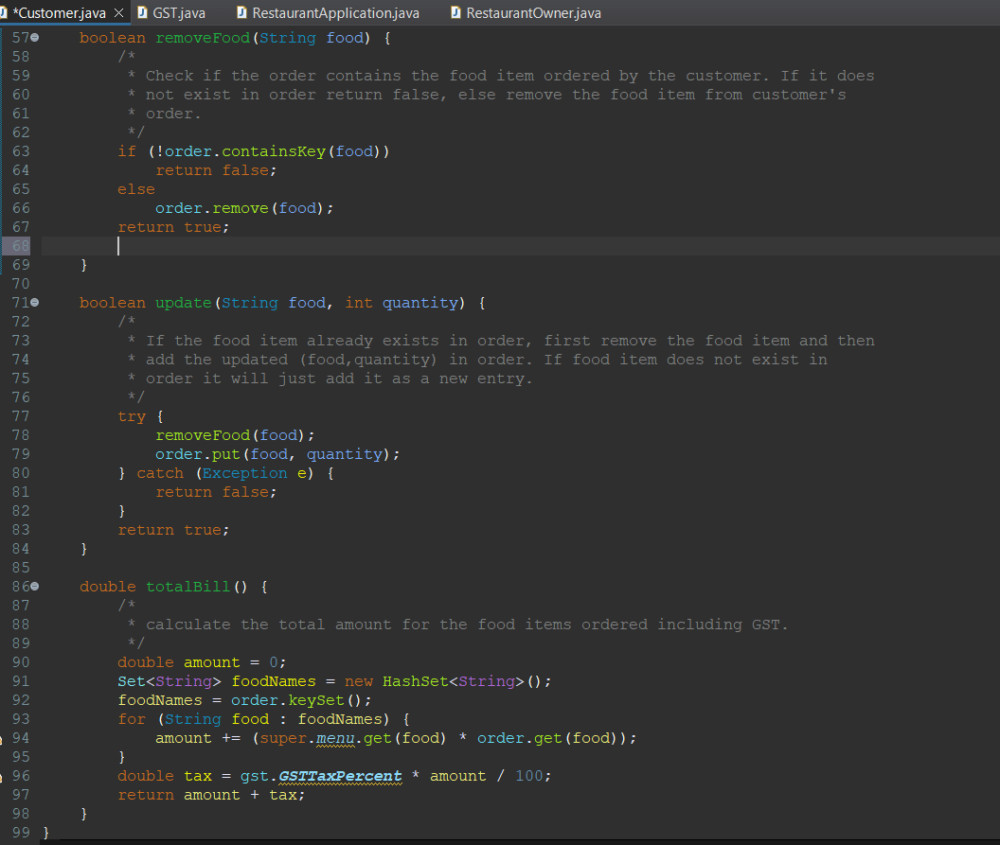 *Customer.java GST.java RestaurantApplication.java RestaurantOwner.java
57 boolean removeFood(String food) {
58 /*
59 * Check if the order contains the food item ordered by the customer. If it does
60 * not exist in order return false, else remove the food item from customer's
61 * order.
62 */
63 if (!order.containsKey(food))
64 return false;
65 else
66 order.remove(food);
67 return true;
68
69 }
70
71 boolean update(String food, int quantity) {
72 /*
73 * If the food item already exists in order, first remove the food item and then
74 * add the updated (food,quantity) in order. If food item does not exist in
75 * order it will just add it as a new entry.
76 */
77 try {
78 removeFood(food);
79 order.put(food, quantity);
80 } catch (Exception e) {
81 return false;
82 }
83 return true;
84 }
85
86 double totalBill() {
87 /*
88 * calculate the total amount for the food items ordered including GST.
89 */
90 double amount = 0;
91 Set<String> foodNames = new HashSet<String>();
92 foodNames = order.keySet();
93 for (String food : foodNames) {
94 amount += (super.menu.get(food) * order.get(food));
95 }
96 double tax = gst.GSTTaxPercent * amount / 100;
97 return amount + tax;
98 }
99 }